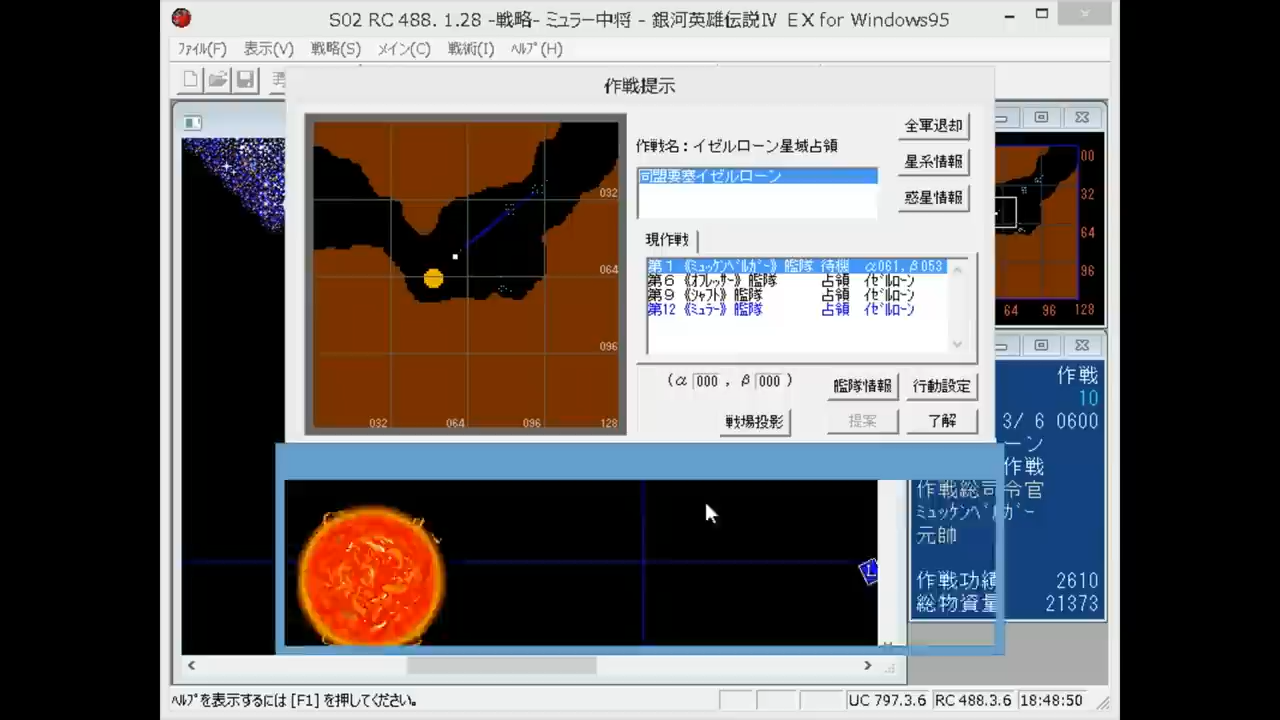 S02 RC 488. 1.28 -戦略- ミュラー中将 - 銀河英雄伝説Ⅳ EX for Windows95
ﾌｧｲﾙ(F) 表示(V) 戦略(S) メイン(C) 戦術(I) ﾍﾙﾌﾟ(H)
作戦提示
作戦名：イゼルローン星域占領
同盟要塞イゼルローン
全軍退却
星系情報
惑星情報
現作戦
第１ 《ﾐｭｯｹﾝﾍﾞﾙｶﾞｰ》 艦隊 待機 α061,β053
第６ 《ｵﾌﾚｯｻｰ》 艦隊 占領 ｲｾﾞﾙﾛｰﾝ
第９ 《ｼｬﾌﾄ》 艦隊 占領 ｲｾﾞﾙﾛｰﾝ
第12 《ﾐｭﾗｰ》 艦隊 占領 ｲｾﾞﾙﾛｰﾝ
(α 000 , β 000 )
艦隊情報 行動設定
戦場投影 提案 了解
032
064
096
032 064 096 128
00
32
64
96
64 96 128
作戦
10
3/ 6 0600
ーン
作戦
作戦総司令官
ﾐｭｯｹﾝﾍﾞﾙｶﾞｰ
元帥
作戦功績 2610
総物資量 21373
L
ﾍﾙﾌﾟを表示するには [F1] を押してください。
UC 797.3.6 RC 488.3.6 18:48:50